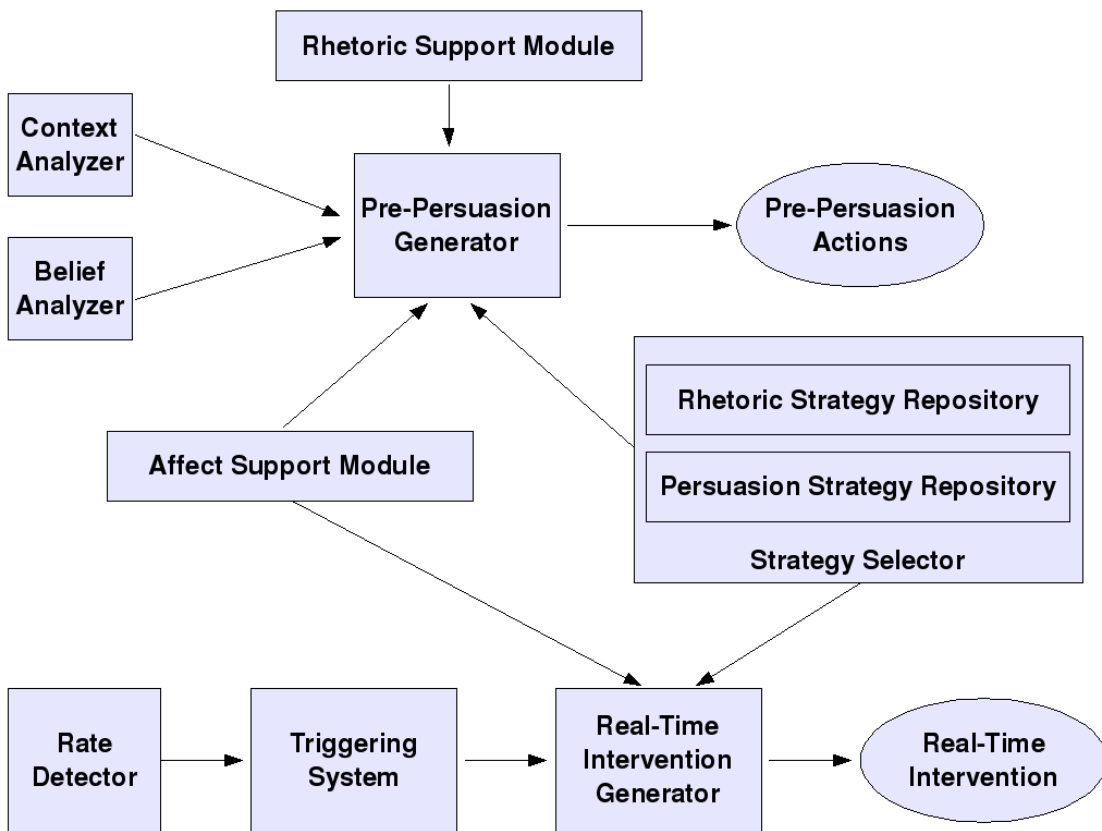 Rhetoric Support Module
Context
Analyzer
Pre-Persuasion
Generator
Pre-Persuasion
Actions
Belief
Analyzer
Rhetoric Strategy Repository
Affect Support Module
Persuasion Strategy Repository
Strategy Selector
Rate
Detector
Triggering
System
Real-Time
Intervention
Generator
Real-Time
Intervention